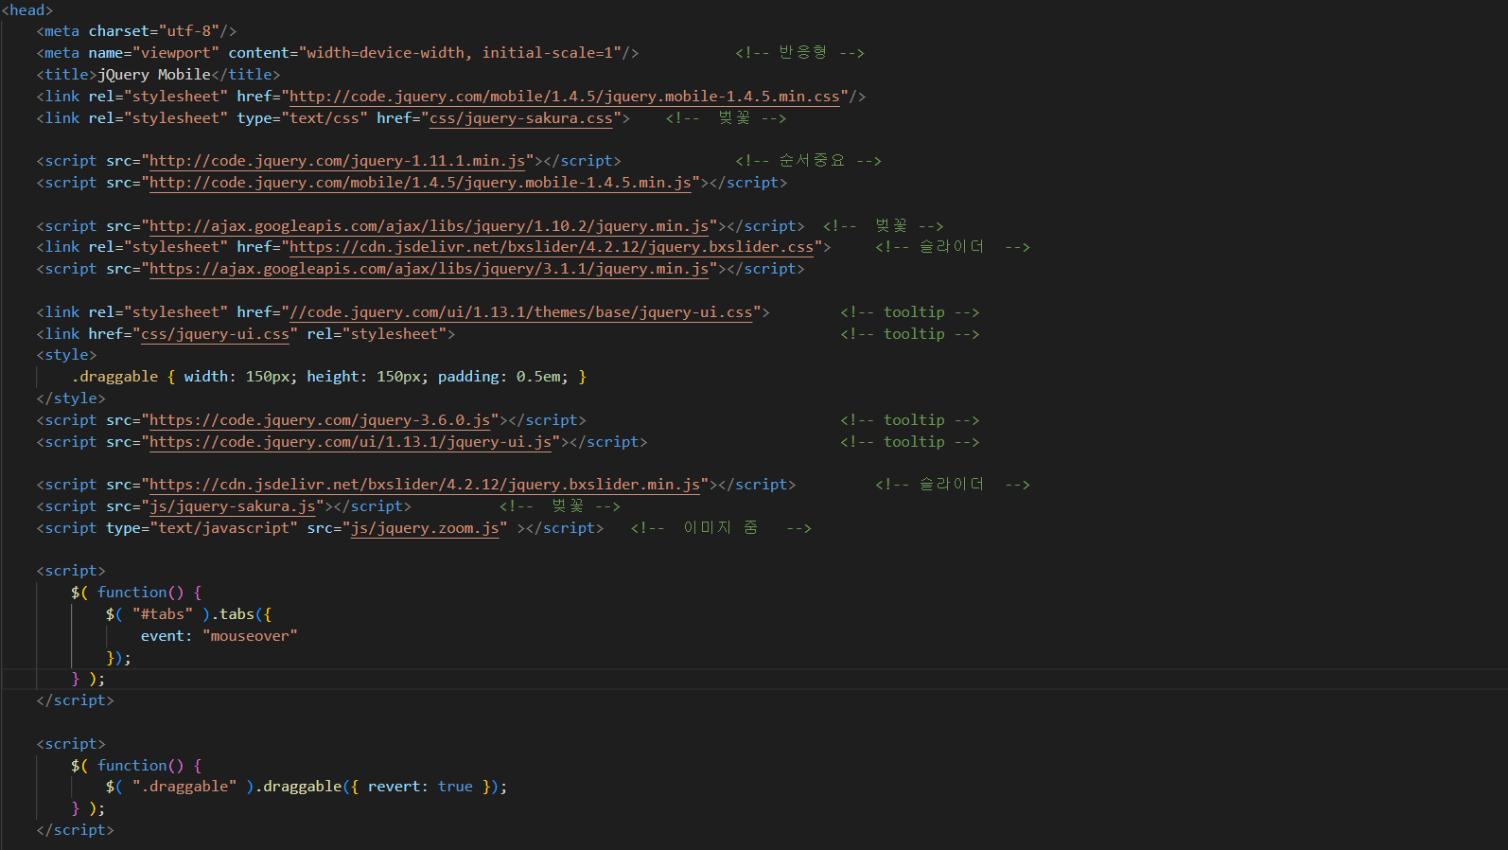 <head>
<meta charset="utf-8"/>
<meta name="viewport" content="width=device-width, initial-scale=1"/> <!-- 반응형 -->
<title>jQuery Mobile</title>
<link rel="stylesheet" href="http://code.jquery.com/mobile/1.4.5/jquery.mobile-1.4.5.min.css"/>
<link rel="stylesheet" type="text/css" href="css/jquery-sakura.css"> <!-- 벚꽃 -->
<script src="http://code.jquery.com/jquery-1.11.1.min.js"></script> <!-- 순서중요 -->
<script src="http://code.jquery.com/mobile/1.4.5/jquery.mobile-1.4.5.min.js"></script>
<script src="http://ajax.googleapis.com/ajax/libs/jquery/1.10.2/jquery.min.js"></script> <!-- 벚꽃 -->
<link rel="stylesheet" href="https://cdn.jsdelivr.net/bxslider/4.2.12/jquery.bxslider.css"> <!-- 슬라이더 -->
<script src="https://ajax.googleapis.com/ajax/libs/jquery/3.1.1/jquery.min.js"></script>
<link rel="stylesheet" href="//code.jquery.com/ui/1.13.1/themes/base/jquery-ui.css"> <!-- tooltip -->
<link href="css/jquery-ui.css" rel="stylesheet"> <!-- tooltip -->
<style>
.draggable { width: 150px; height: 150px; padding: 0.5em; }
</style>
<script src="https://code.jquery.com/jquery-3.6.0.js"></script> <!-- tooltip -->
<script src="https://code.jquery.com/ui/1.13.1/jquery-ui.js"></script> <!-- tooltip -->
<script src="https://cdn.jsdelivr.net/bxslider/4.2.12/jquery.bxslider.min.js"></script> <!-- 슬라이더 -->
<script src="js/jquery-sakura.js"></script> <!-- 벚꽃 -->
<script type="text/javascript" src="js/jquery.zoom.js" ></script> <!-- 이미지 줌 -->
<script>
$( function() {
$( "#tabs" ).tabs({
event: "mouseover"
});
} );
</script>
<script>
$( function() {
$( ".draggable" ).draggable({ revert: true });
} );
</script>